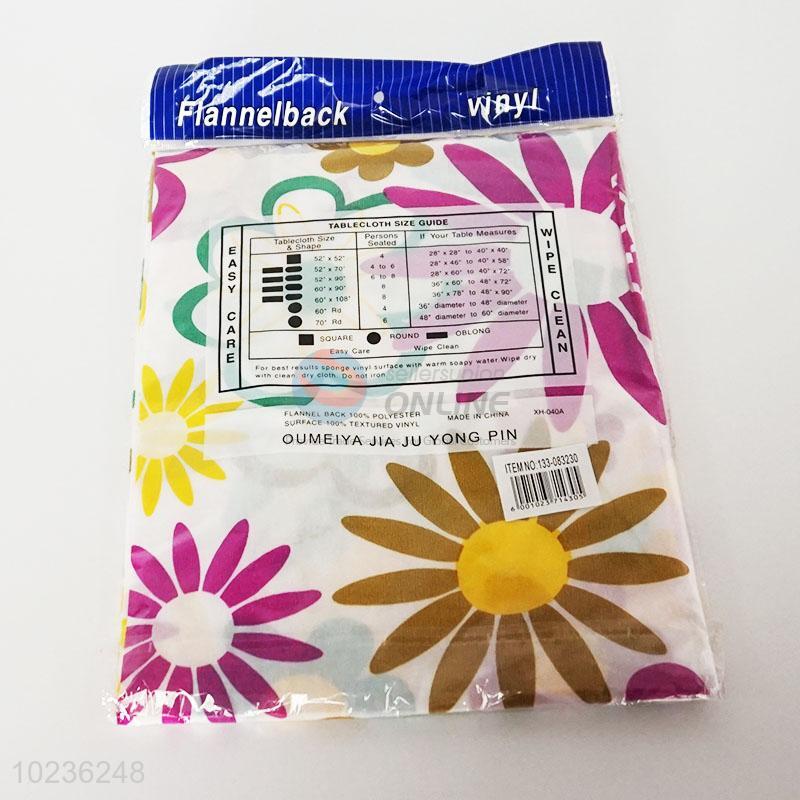 Flannelback vinyl
TABLECLOTH SIZE GUIDE
EASY CARE
WIPE CLEAN
Tablecloth Size & Shape Persons Seated If Your Table Measures
52" x 52" 4 28" x 28" to 40" x 40"
52" x 70" 4 to 6 28" x 46" to 40" x 58"
52" x 90" 6 to 8 28" x 60" to 40" x 72"
60" x 90" 8 36" x 60" to 48" x 72"
60" x 108" 8 36" x 78" to 48" x 90"
60" Rd 4 36" diameter to 48" diameter
70" Rd 6 48" diameter to 60" diameter
SQUARE ROUND OBLONG
Easy Care Wipe Clean
For best results sponge vinyl surface with warm soapy water. Wipe dry
with clean, dry cloth. Do not iron.
sellersunion
ONLINE
FLANNEL BACK 100% POLYESTER MADE IN CHINA XH-040A
SURFACE 100% TEXTURED VINYL
OUMEIYA JIA JU YONG PIN
ITEM NO:133-083230
6 001023 714305
10236248